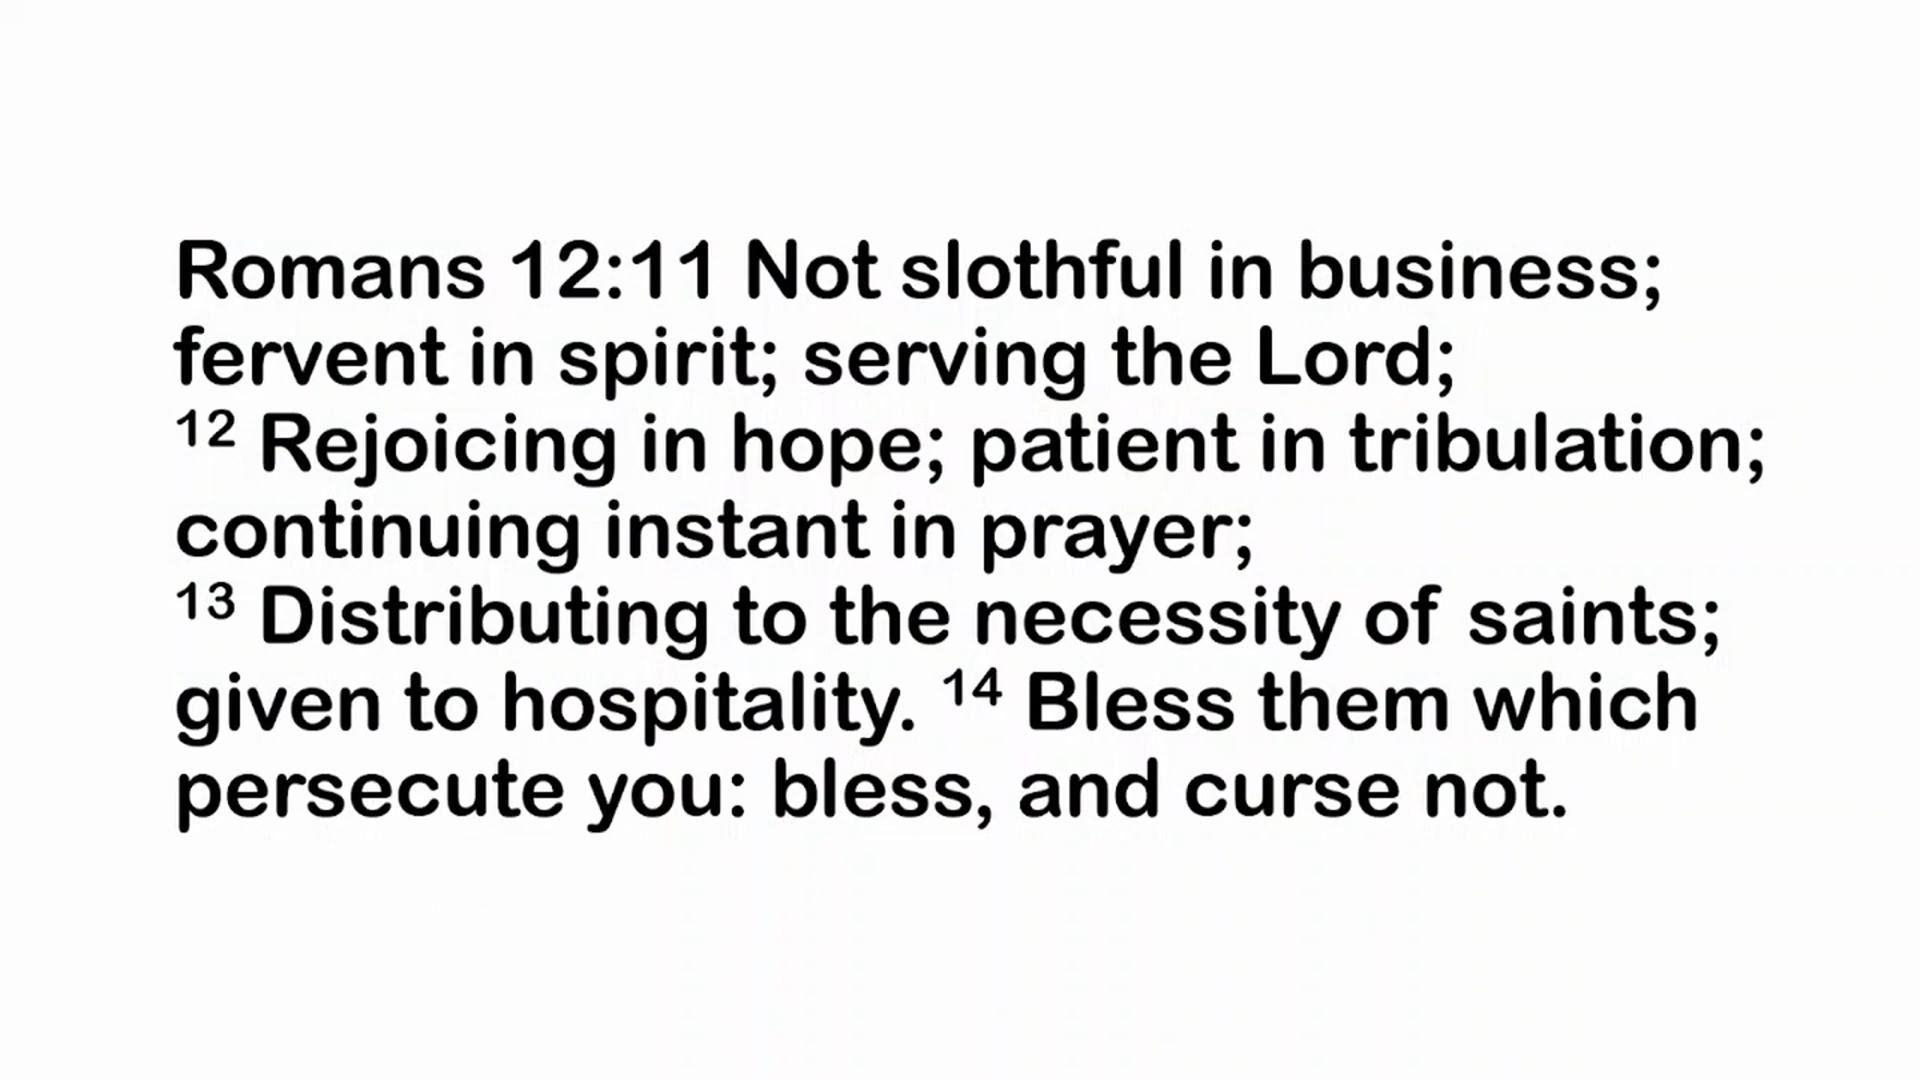 Romans 12:11 Not slothful in business;
fervent in spirit; serving the Lord;
12 Rejoicing in hope; patient in tribulation;
continuing instant in prayer;
13 Distributing to the necessity of saints;
given to hospitality. 14 Bless them which
persecute you: bless, and curse not.